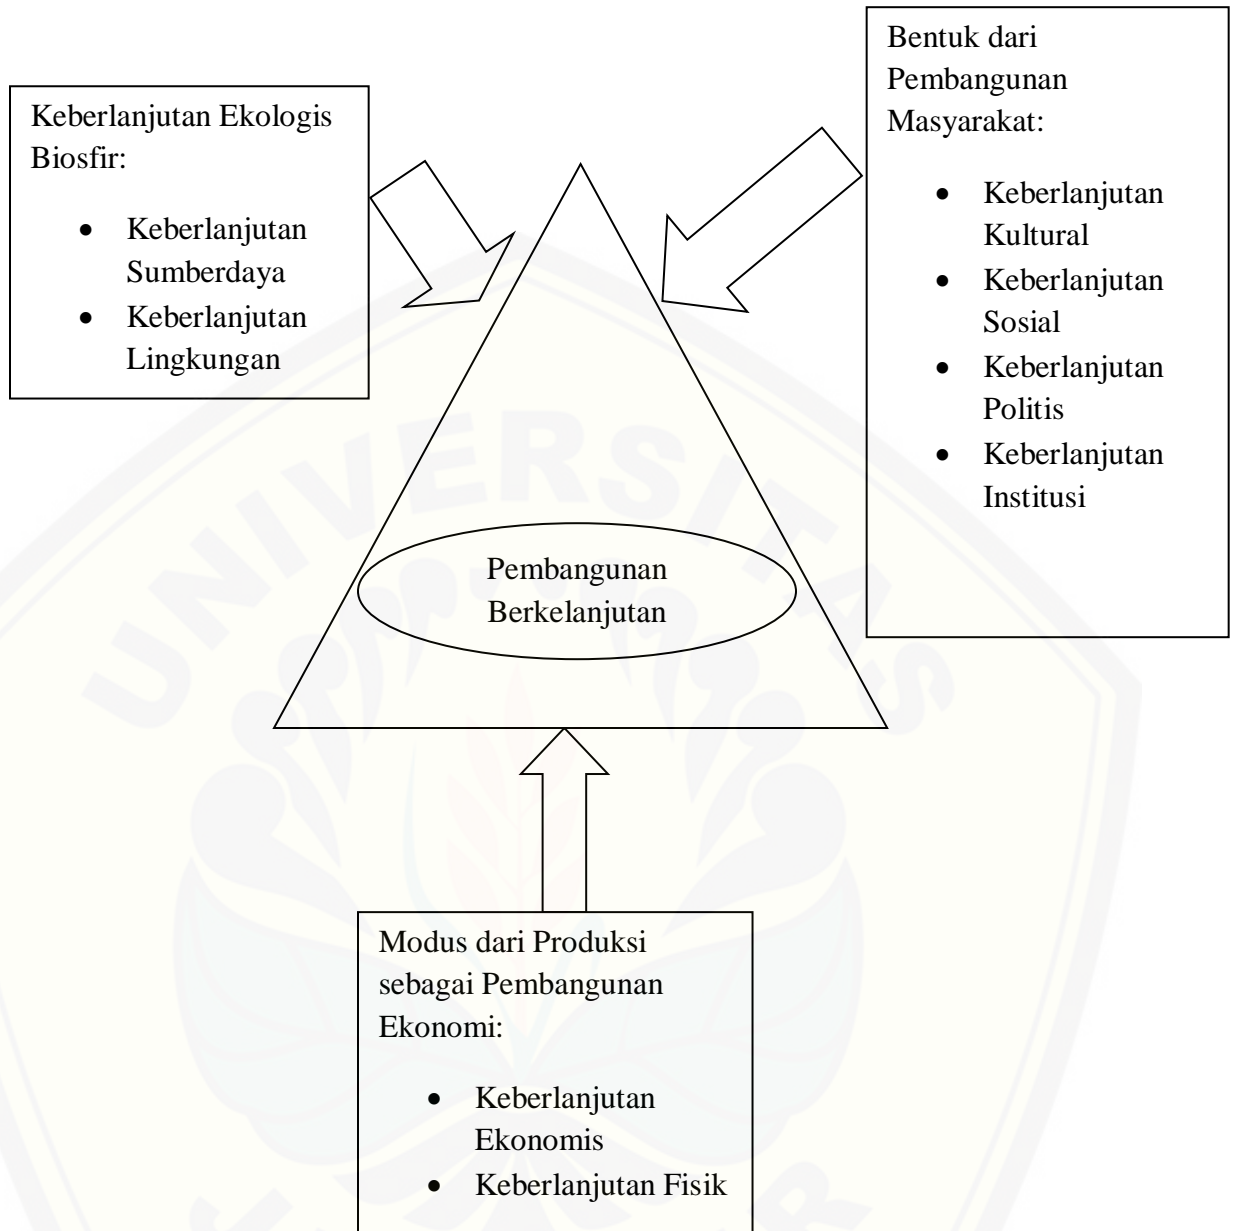 Keberlanjutan Ekologis
Biosfir:
• Keberlanjutan
Sumberdaya
• Keberlanjutan
Lingkungan
Bentuk dari
Pembangunan
Masyarakat:
• Keberlanjutan
Kultural
• Keberlanjutan
Sosial
• Keberlanjutan
Politis
• Keberlanjutan
Institusi
Pembangunan
Berkelanjutan
Modus dari Produksi
sebagai Pembangunan
Ekonomi:
• Keberlanjutan
Ekonomis
• Keberlanjutan Fisik
UNIVERSITAS